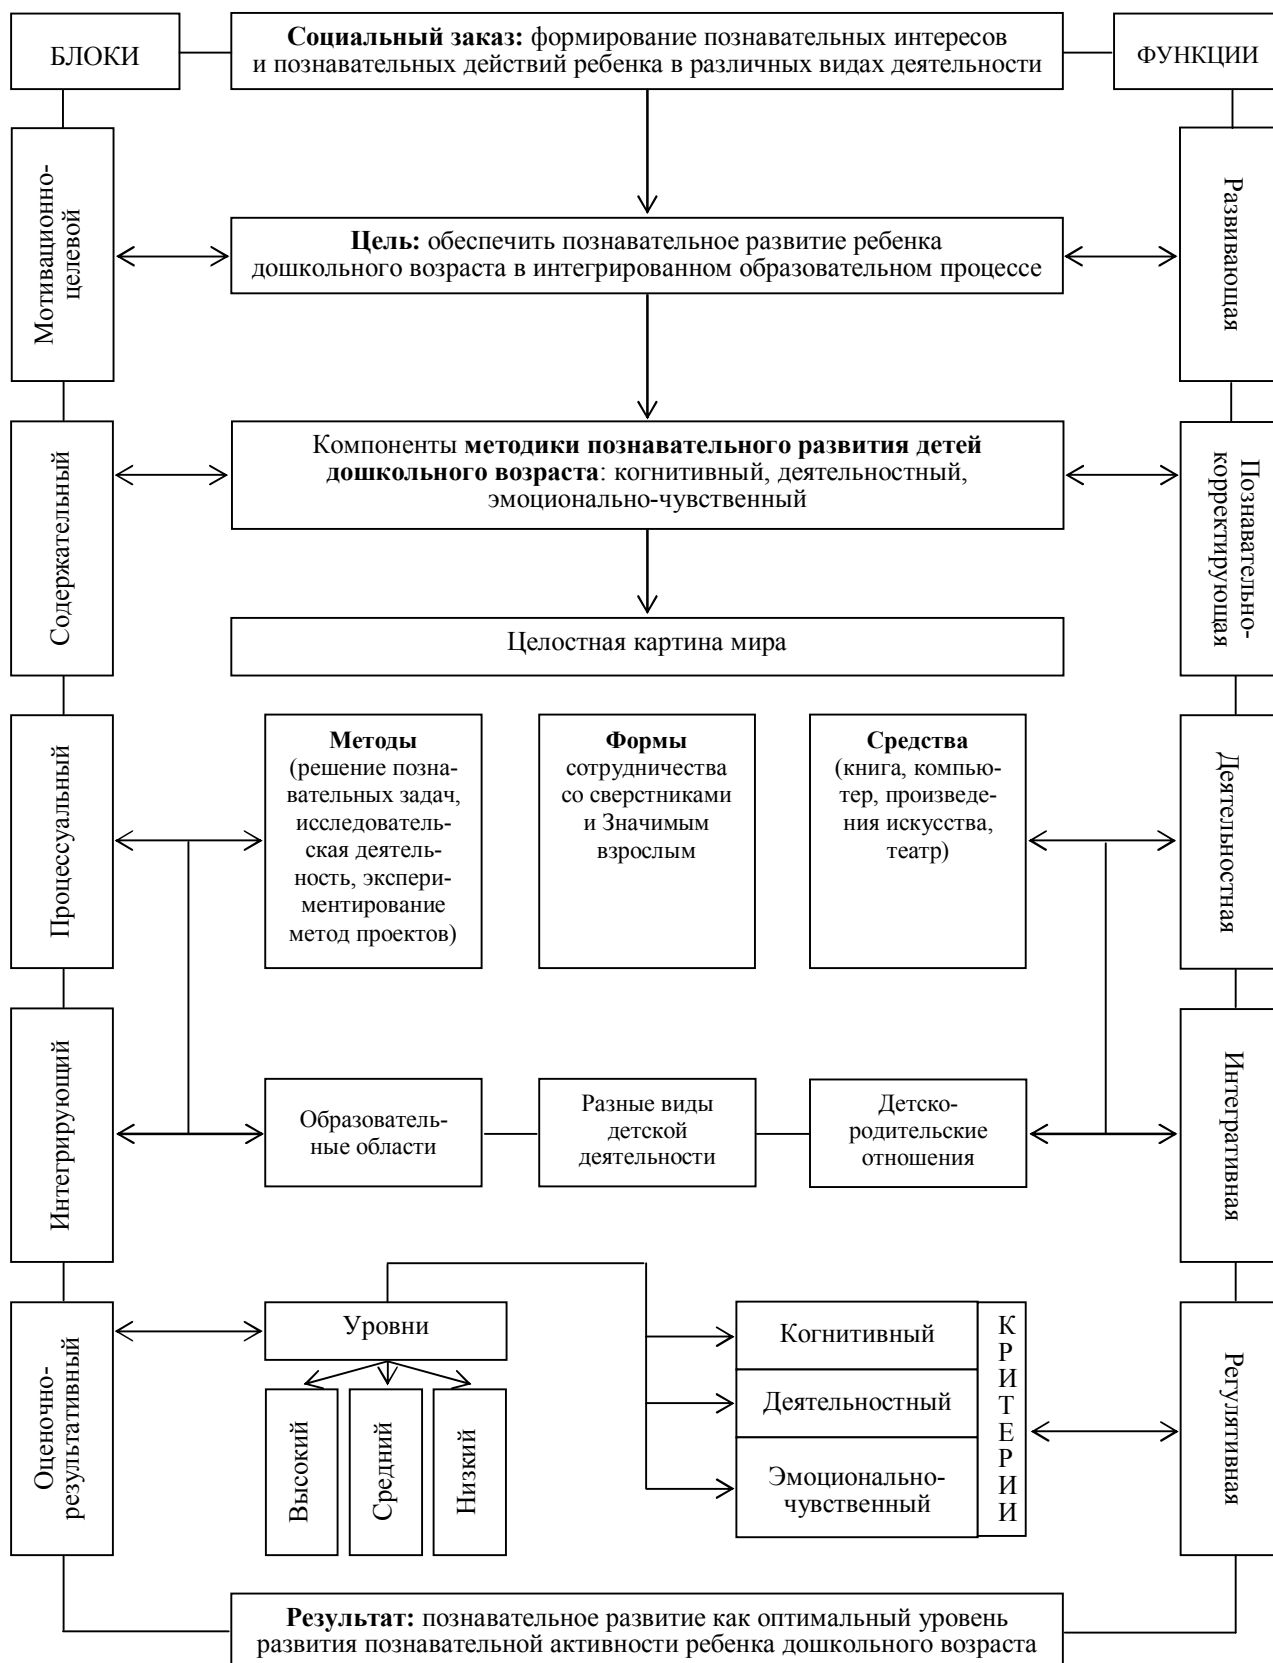 БЛОКИ
Социальный заказ: формирование познавательных интересов
и познавательных действий ребенка в различных видах деятельности
ФУНКЦИИ
Мотивационно-
целевой
Цель: обеспечить познавательное развитие ребенка
дошкольного возраста в интегрированном образовательном процессе
Развивающая
Содержательный
Компоненты методики познавательного развития детей
дошкольного возраста: когнитивный, деятельностный,
эмоционально-чувственный
Познавательно-
корректирующая
Целостная картина мира
Процессуальный
Методы
(решение позна-
вательных задач,
исследователь-
ская деятель-
ность, экспери-
ментирование
метод проектов)
Формы
сотрудничества
со сверстниками
и Значимым
взрослым
Средства
(книга, компью-
тер, произведе-
ния искусства,
театр)
Деятельностная
Интегрирующий
Образователь-
ные области
Разные виды
детской
деятельности
Детско-
родительские
отношения
Интегративная
Оценочно-
результативный
Уровни
Высокий
Средний
Низкий
Когнитивный
Деятельностный
Эмоционально-
чувственный
КРИТЕРИИ
Регулятивная
Результат: познавательное развитие как оптимальный уровень
развития познавательной активности ребенка дошкольного возраста